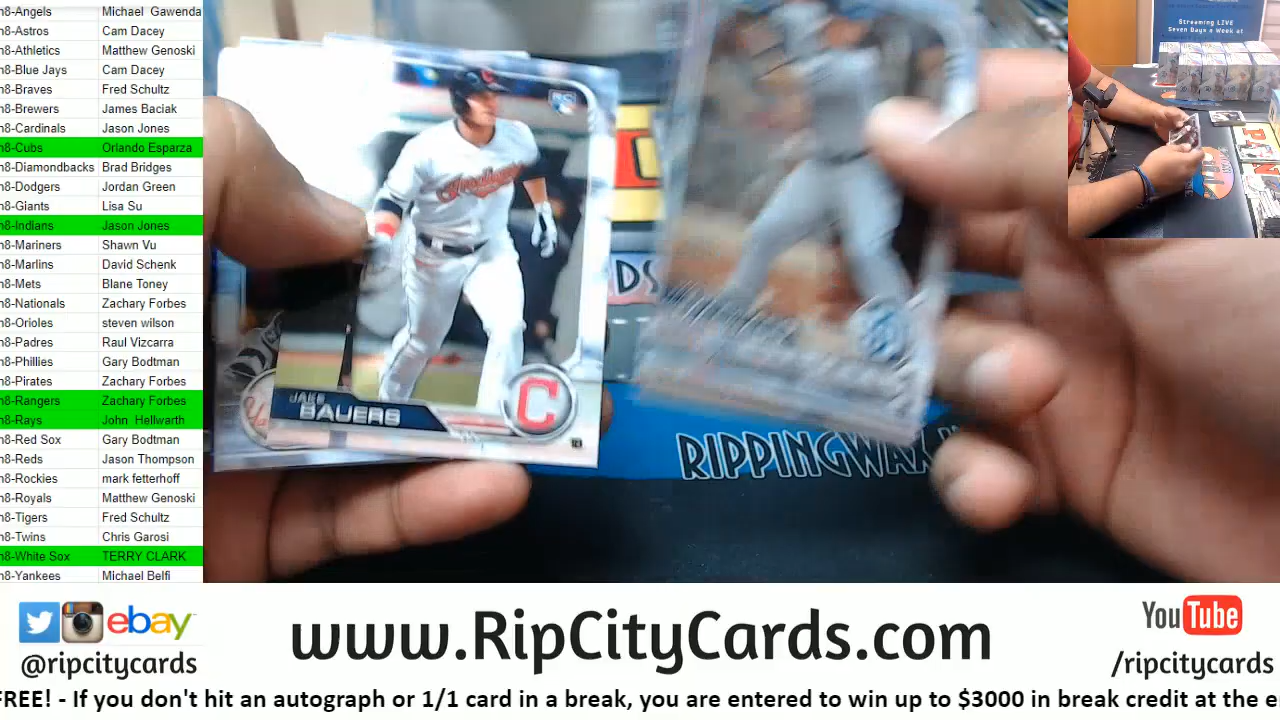 n8-Angels Michael Gawenda
n8-Astros Cam Dacey
n8-Athletics Matthew Genoski
n8-Blue Jays Cam Dacey
n8-Braves Fred Schultz
n8-Brewers James Baciak
n8-Cardinals Jason Jones
n8-Cubs Orlando Esparza
n8-Diamondbacks Brad Bridges
n8-Dodgers Jordan Green
n8-Giants Lisa Su
n8-Indians Jason Jones
n8-Mariners Shawn Vu
n8-Marlins David Schenk
n8-Mets Blane Toney
n8-Nationals Zachary Forbes
n8-Orioles steven wilson
n8-Padres Raul Vizcarra
n8-Phillies Gary Bodtman
n8-Pirates Zachary Forbes
n8-Rangers Zachary Forbes
n8-Rays John Hellwarth
n8-Red Sox Gary Bodtman
n8-Reds Jason Thompson
n8-Rockies mark fetterhoff
n8-Royals Matthew Genoski
n8-Tigers Fred Schultz
n8-Twins Chris Garosi
n8-White Sox TERRY CLARK
n8-Yankees Michael Belfi
Streaming LIVE
Seven Days a Week at
Indians
JAKE
BAUERS
C
RIPPINGWAX
ebay
@ripcitycards
www.RipCityCards.com
YouTube
/ripcitycards
FREE! - If you don't hit an autograph or 1/1 card in a break, you are entered to win up to $3000 in break credit at the e